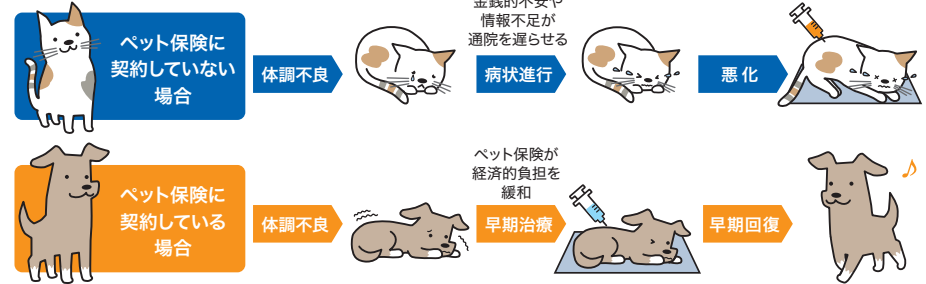 金銭的不安や
情報不足が
通院を遅らせる
ペット保険に
契約していない
場合
体調不良
病状進行
悪化
ペット保険が
経済的負担を
緩和
ペット保険に
契約している
場合
体調不良
早期治療
早期回復